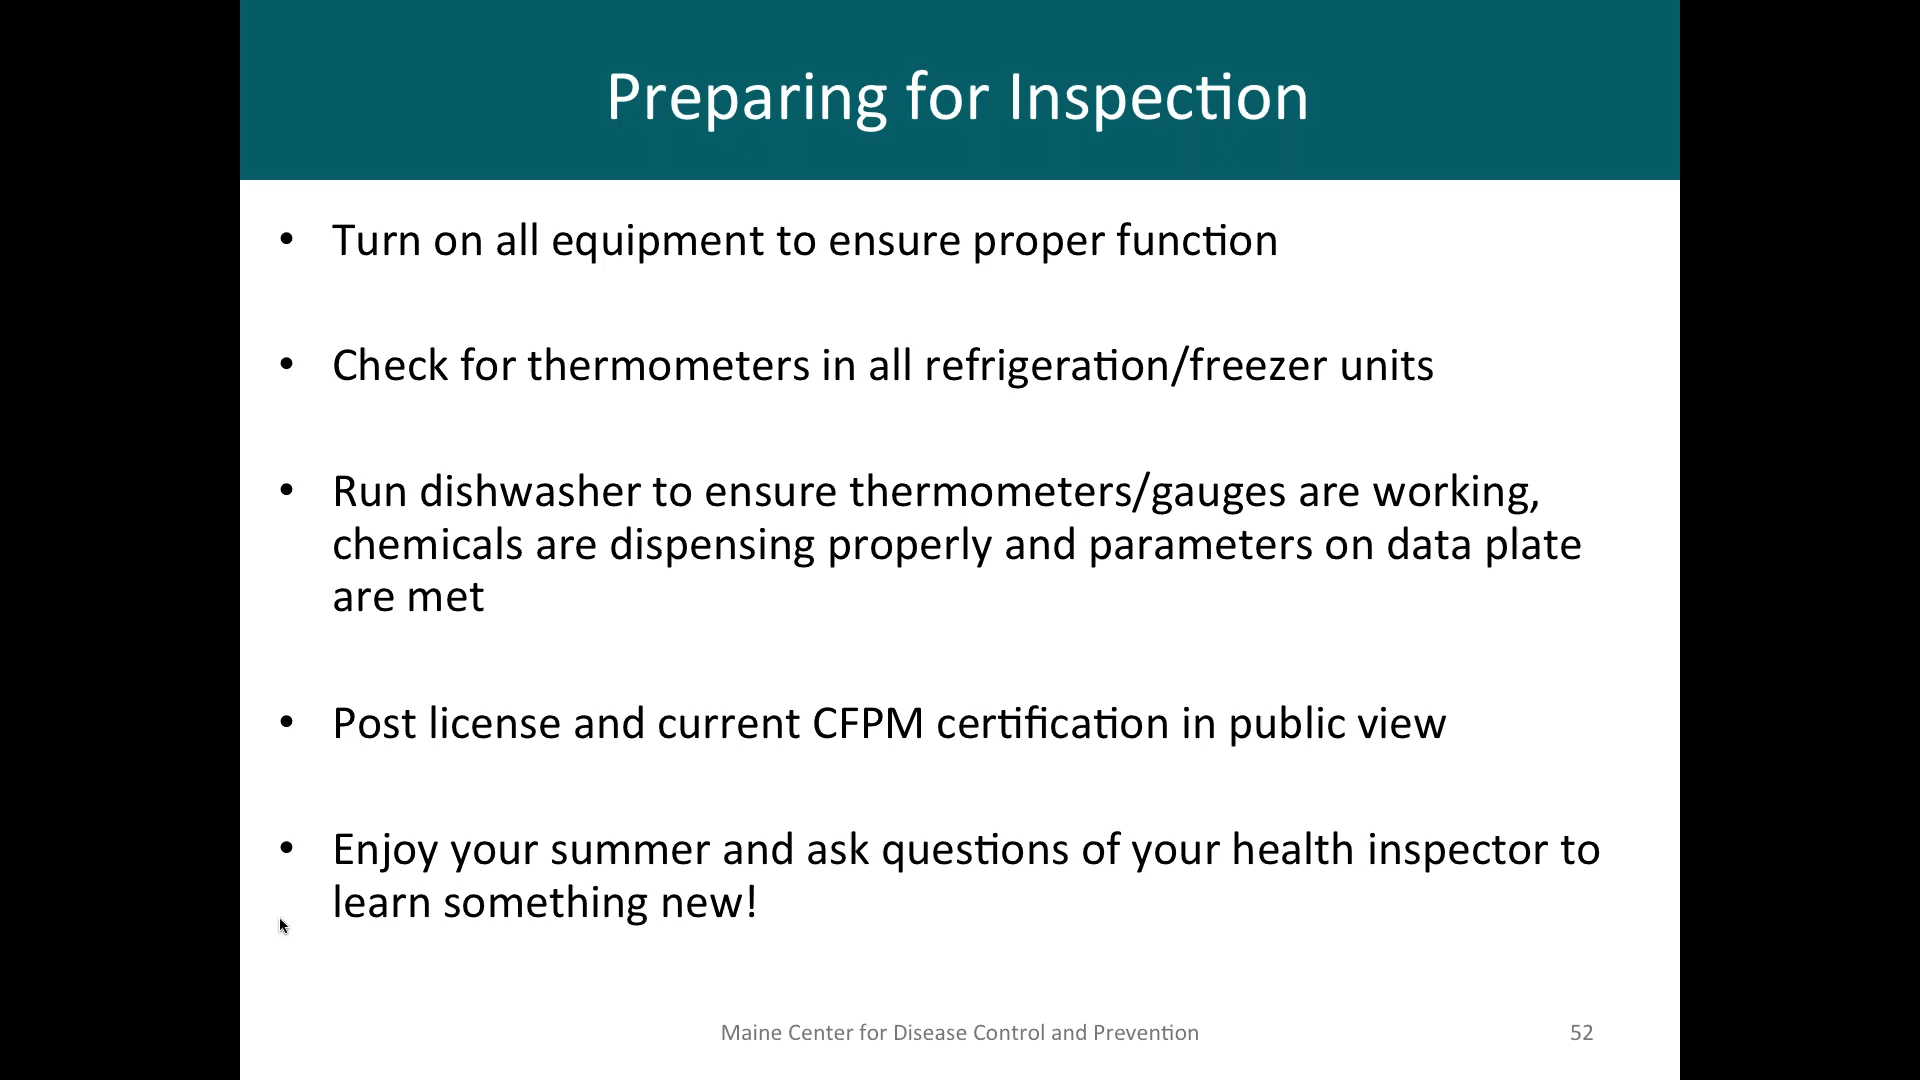 Preparing for Inspection
• Turn on all equipment to ensure proper function
• Check for thermometers in all refrigeration/freezer units
• Run dishwasher to ensure thermometers/gauges are working,
chemicals are dispensing properly and parameters on data plate
are met
• Post license and current CFPM certification in public view
• Enjoy your summer and ask questions of your health inspector to
learn something new!
Maine Center for Disease Control and Prevention
52